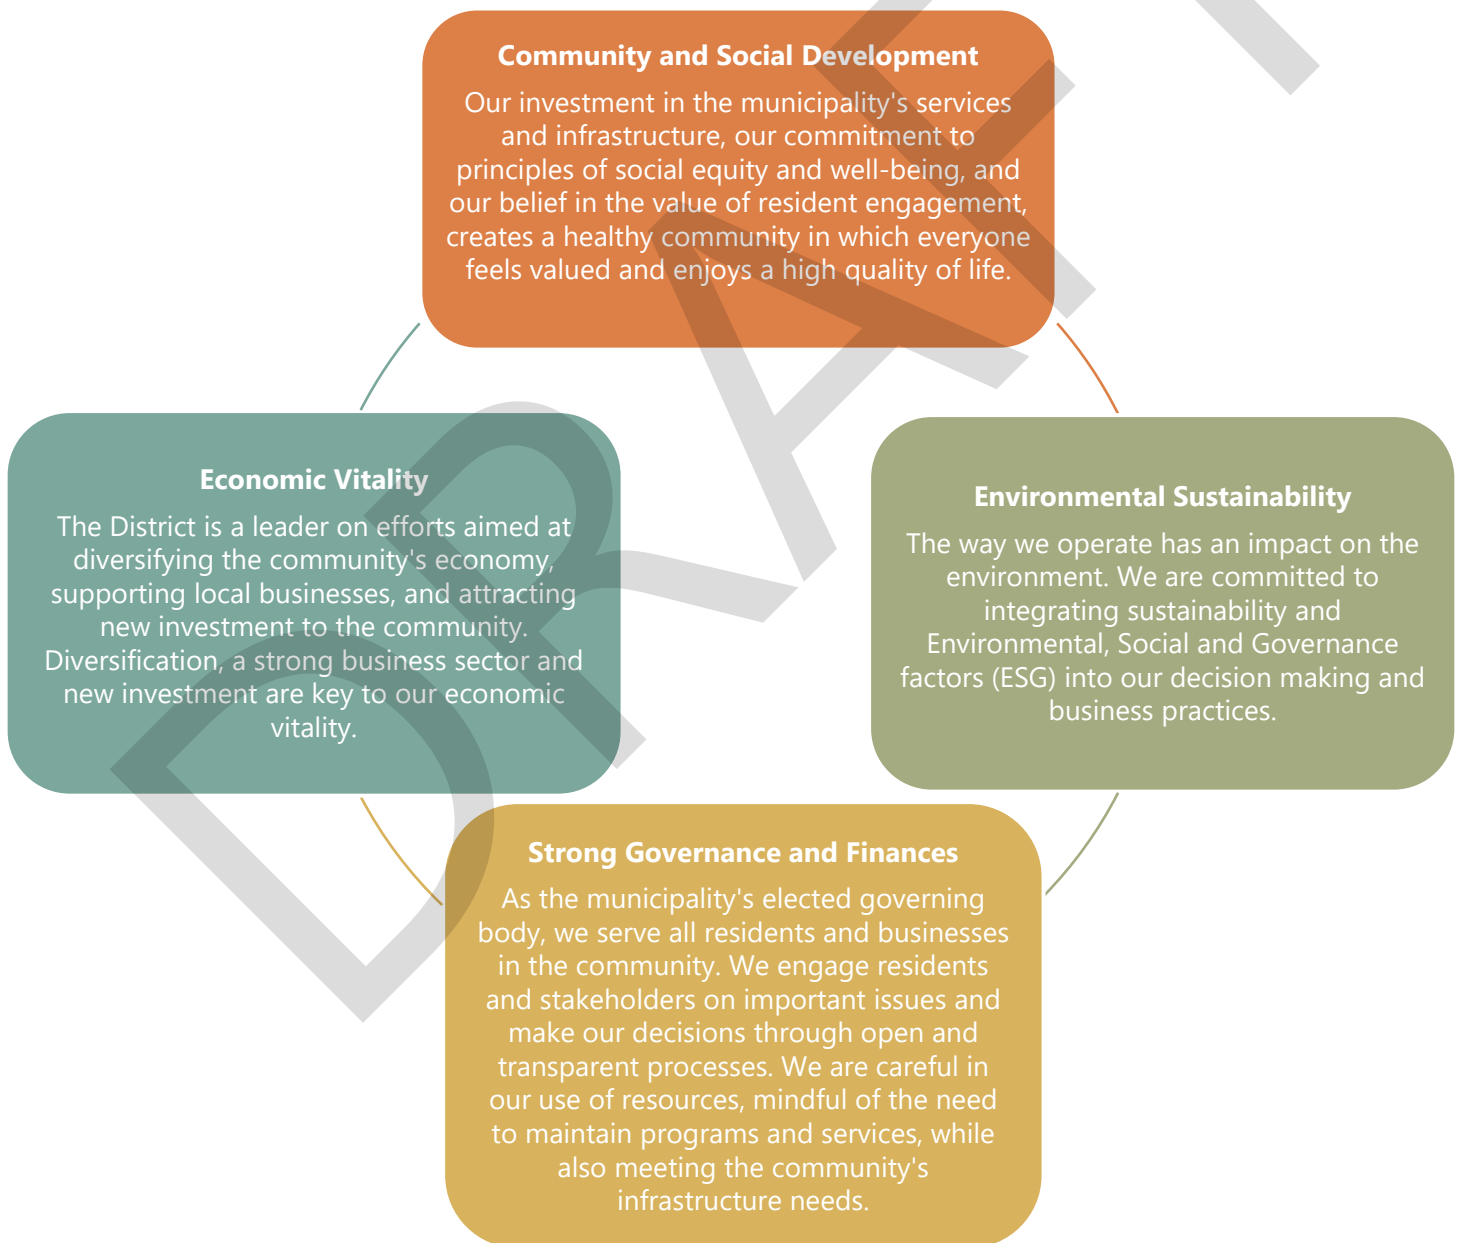 Community and Social Development
Our investment in the municipality's services
and infrastructure, our commitment to
principles of social equity and well-being, and
our belief in the value of resident engagement,
creates a healthy community in which everyone
feels valued and enjoys a high quality of life.
Economic Vitality
The District is a leader on efforts aimed at
diversifying the community's economy,
supporting local businesses, and attracting
new investment to the community.
Diversification, a strong business sector and
new investment are key to our economic
vitality.
Environmental Sustainability
The way we operate has an impact on the
environment. We are committed to
integrating sustainability and
Environmental, Social and Governance
factors (ESG) into our decision making and
business practices.
Strong Governance and Finances
As the municipality's elected governing
body, we serve all residents and businesses
in the community. We engage residents
and stakeholders on important issues and
make our decisions through open and
transparent processes. We are careful in
our use of resources, mindful of the need
to maintain programs and services, while
also meeting the community's
infrastructure needs.
DRAFT